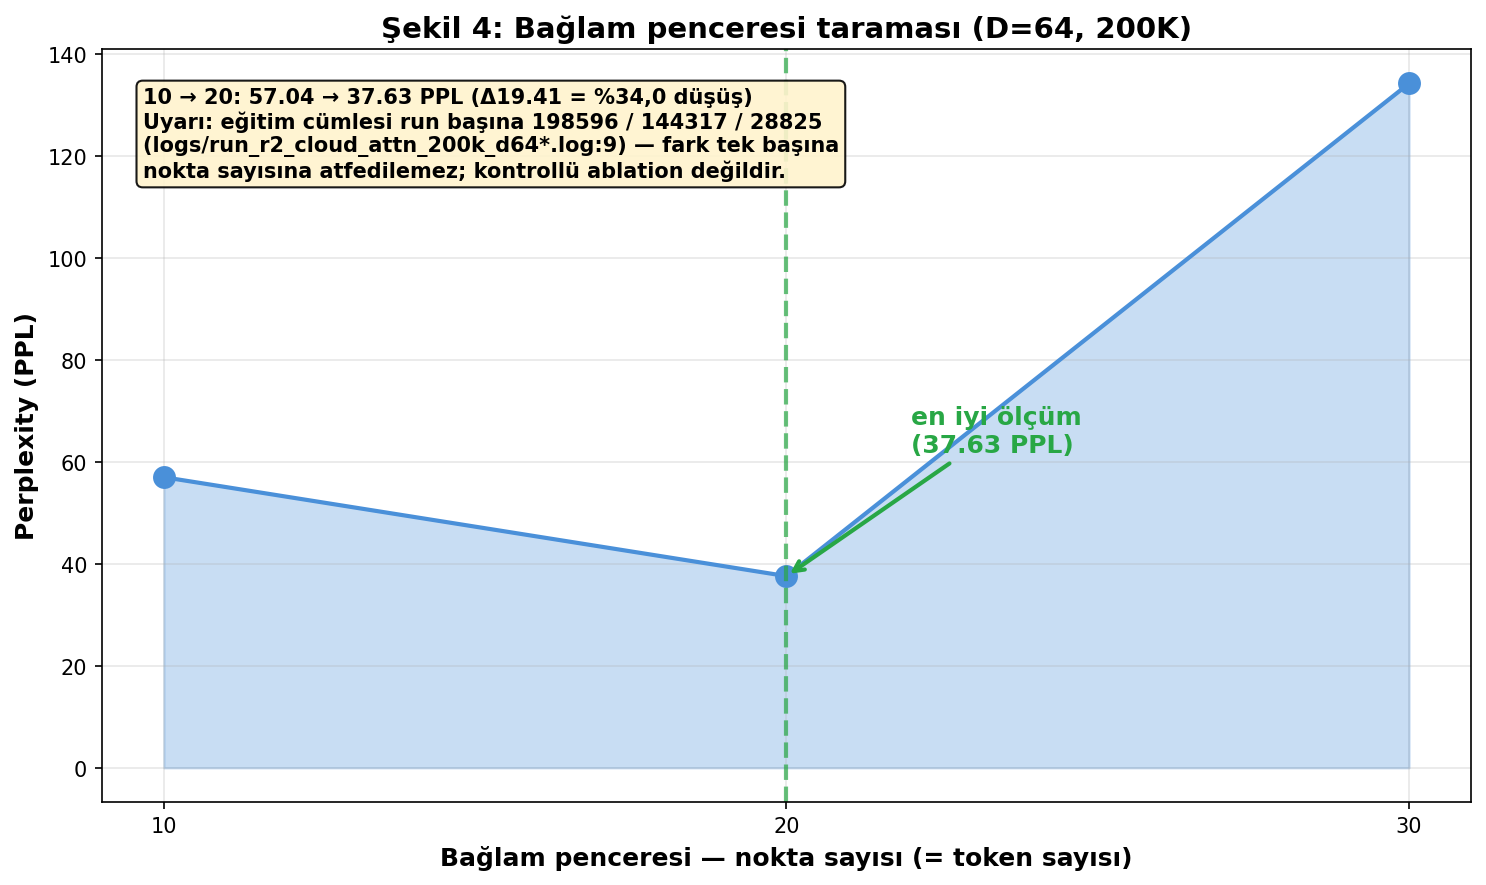 Şekil 4: Bağlam penceresi taraması (D=64, 200K)
140
120
100
80
60
40
20
0
Perplexity (PPL)
10 → 20: 57.04 → 37.63 PPL (Δ19.41 = %34,0 düşüş)
Uyarı: eğitim cümlesi run başına 198596 / 144317 / 28825
(logs/run_r2_cloud_attn_200k_d64*.log:9) — fark tek başına
nokta sayısına atfedilemez; kontrollü ablation değildir.
en iyi ölçüm
(37.63 PPL)
10
20
30
Bağlam penceresi — nokta sayısı (= token sayısı)